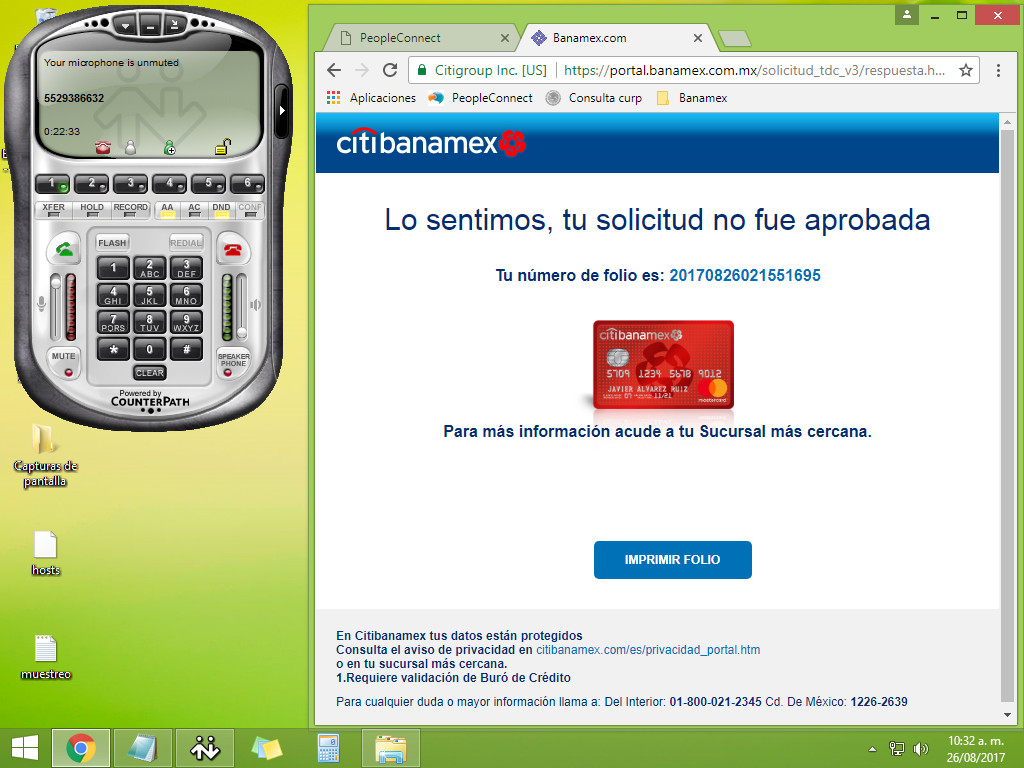 Your microphone is unmuted
5529386632
0:22:33
1 2 3 4 5 6
XFER HOLD RECORD AA AC DND CONF
FLASH REDIAL
1 2 ABC 3 DEF
4 GHI 5 JKL 6 MNO
7 PQRS 8 TUV 9 WXYZ
* 0 #
MUTE
SPEAKER PHONE
CLEAR
Powered by
COUNTERPATH
Capturas de
pantalla
hosts
muestreo
PeopleConnect
Banamex.com
Citigroup Inc. [US] https://portal.banamex.com.mx/solicitud_tdc_v3/respuesta.h...
Aplicaciones PeopleConnect Consulta curp Banamex
citibanamex
Lo sentimos, tu solicitud no fue aprobada
Tu número de folio es: 20170826021551695
citibanamex
5709 1234 5678 9012
JAVIER ALVAREZ RUIZ
07 11/21
mastercard
Para más información acude a tu Sucursal más cercana.
IMPRIMIR FOLIO
En Citibanamex tus datos están protegidos
Consulta el aviso de privacidad en citibanamex.com/es/privacidad_portal.htm
o en tu sucursal más cercana.
1.Requiere validación de Buró de Crédito
Para cualquier duda o mayor información llama a: Del Interior: 01-800-021-2345 Cd. De México: 1226-2639
10:32 a. m.
26/08/2017